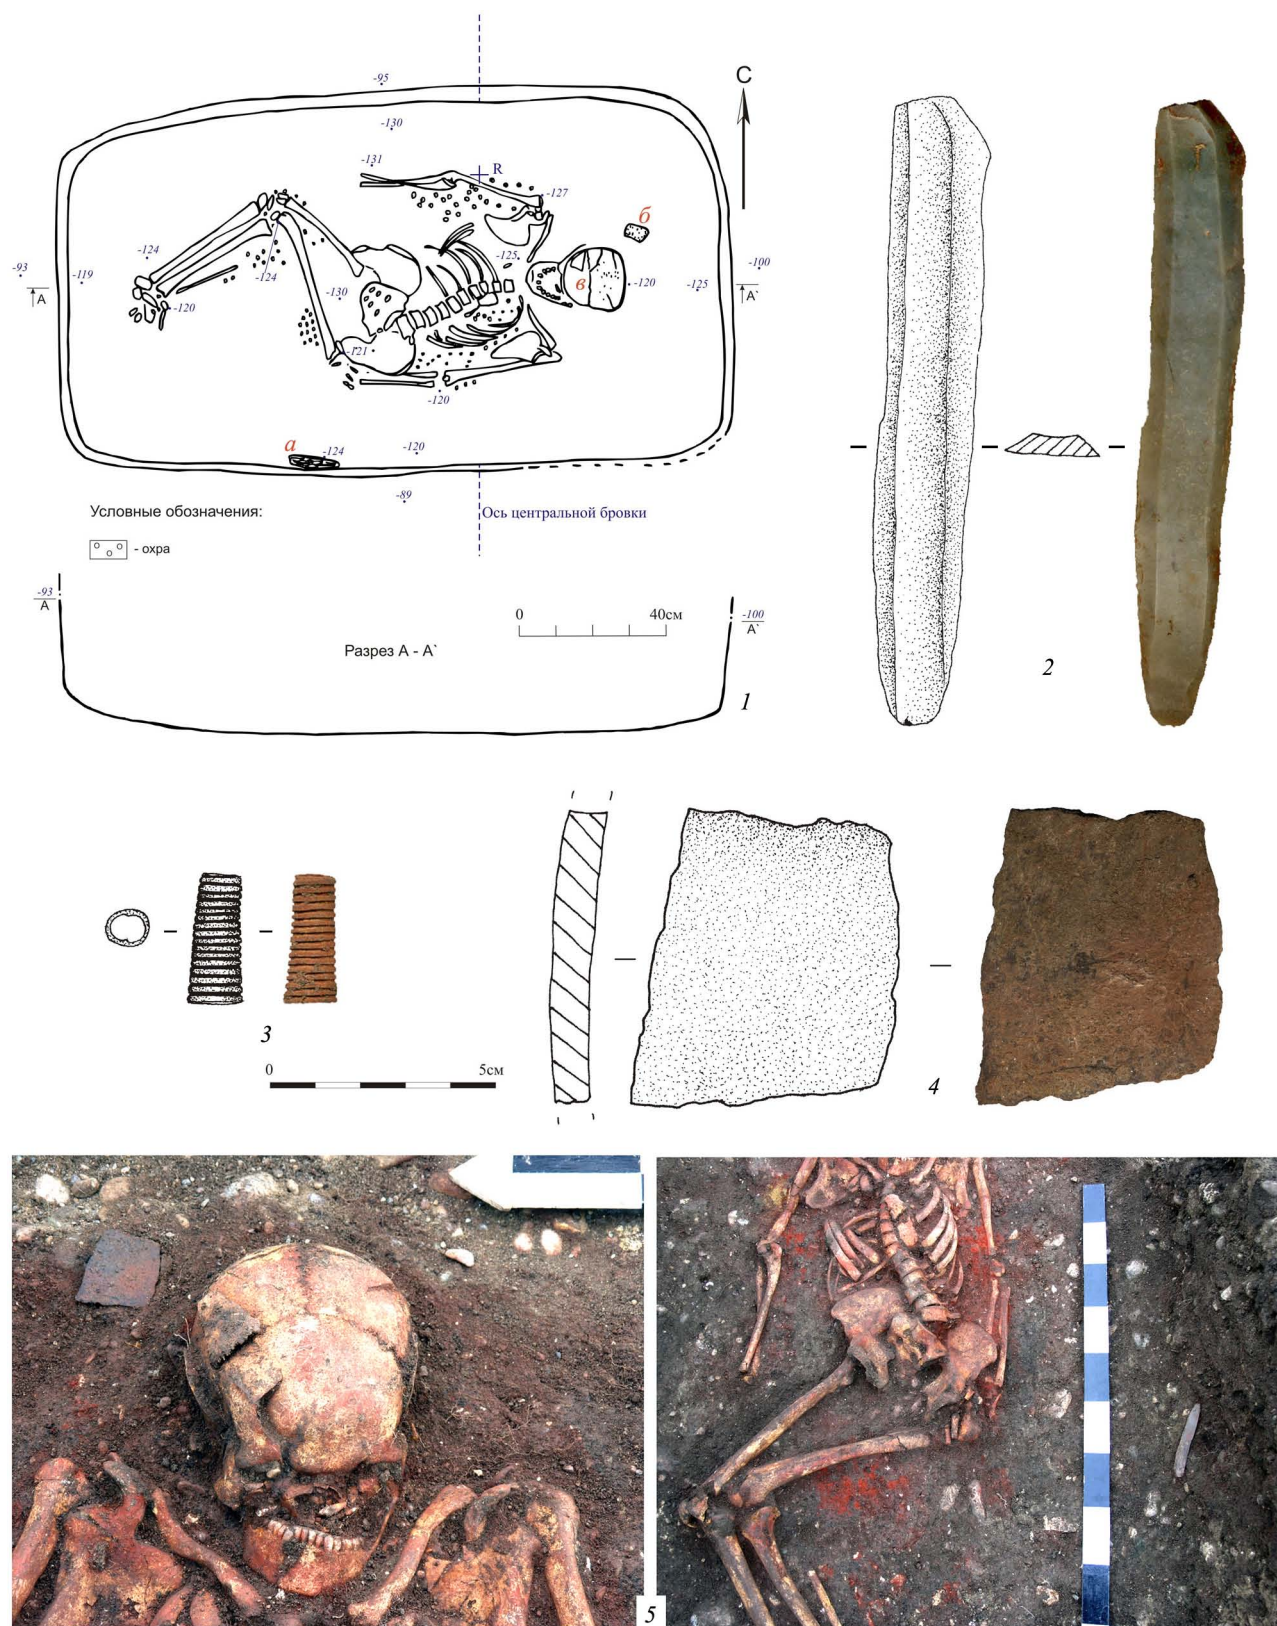 -95
С
-130
-131
R
-127
б
-124
-125
-93
А
-119
-124
-130
в
-120
-125
-100
А`
-120
-121
-120
а
-124
-120
-89
Условные обозначения:
Ось центральной бровки
- охра
-93
А
0 40см
-100
А`
Разрез А - А`
1
2
3
0 5см
4
5